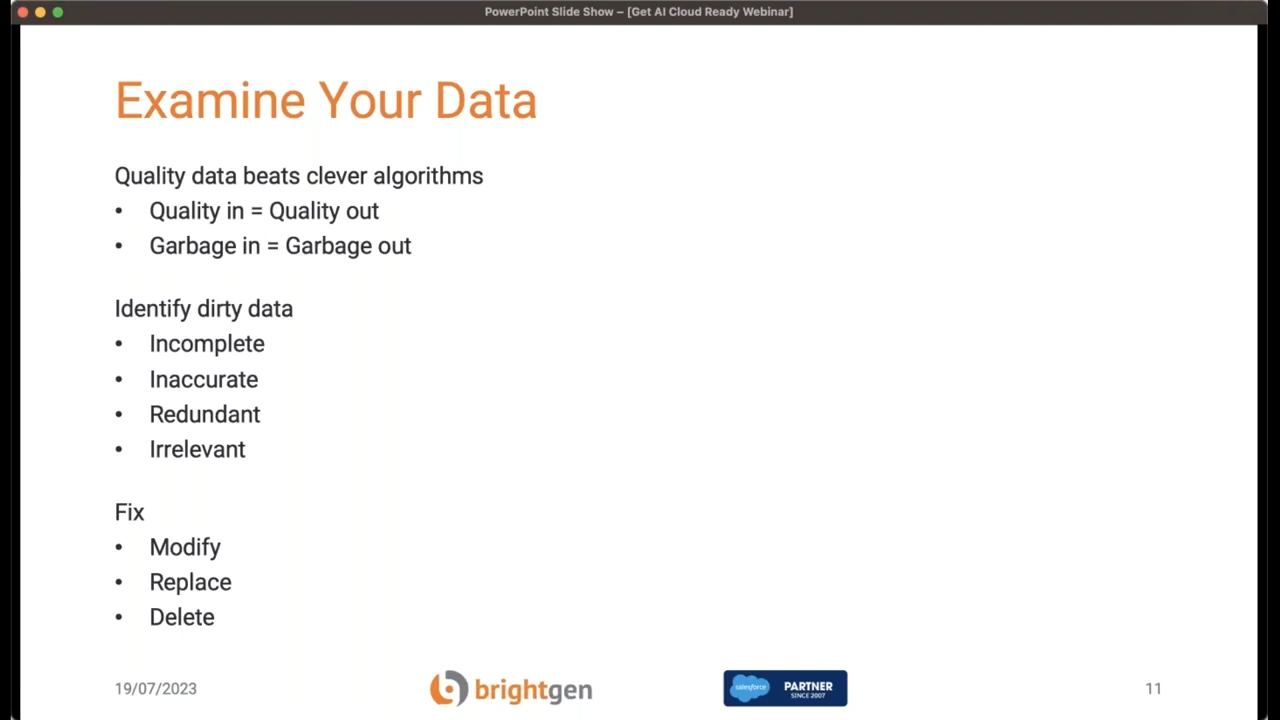 PowerPoint Slide Show – [Get AI Cloud Ready Webinar]
Examine Your Data
Quality data beats clever algorithms
• Quality in = Quality out
• Garbage in = Garbage out
Identify dirty data
• Incomplete
• Inaccurate
• Redundant
• Irrelevant
Fix
• Modify
• Replace
• Delete
19/07/2023
brightgen
salesforce
PARTNER
SINCE 2007
11